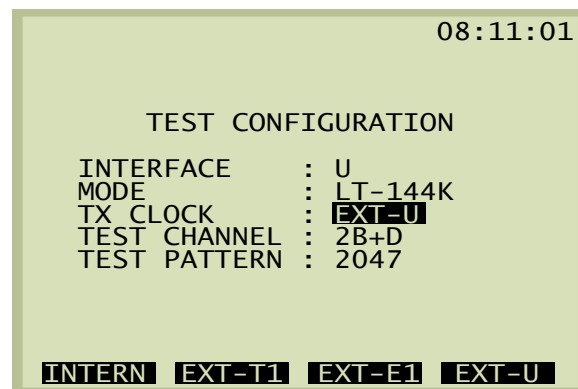 08:11:01
TEST CONFIGURATION
INTERFACE : U
MODE : LT-144K
TX CLOCK : EXT-U
TEST CHANNEL : 2B+D
TEST PATTERN : 2047
INTERN EXT-T1 EXT-E1 EXT-U